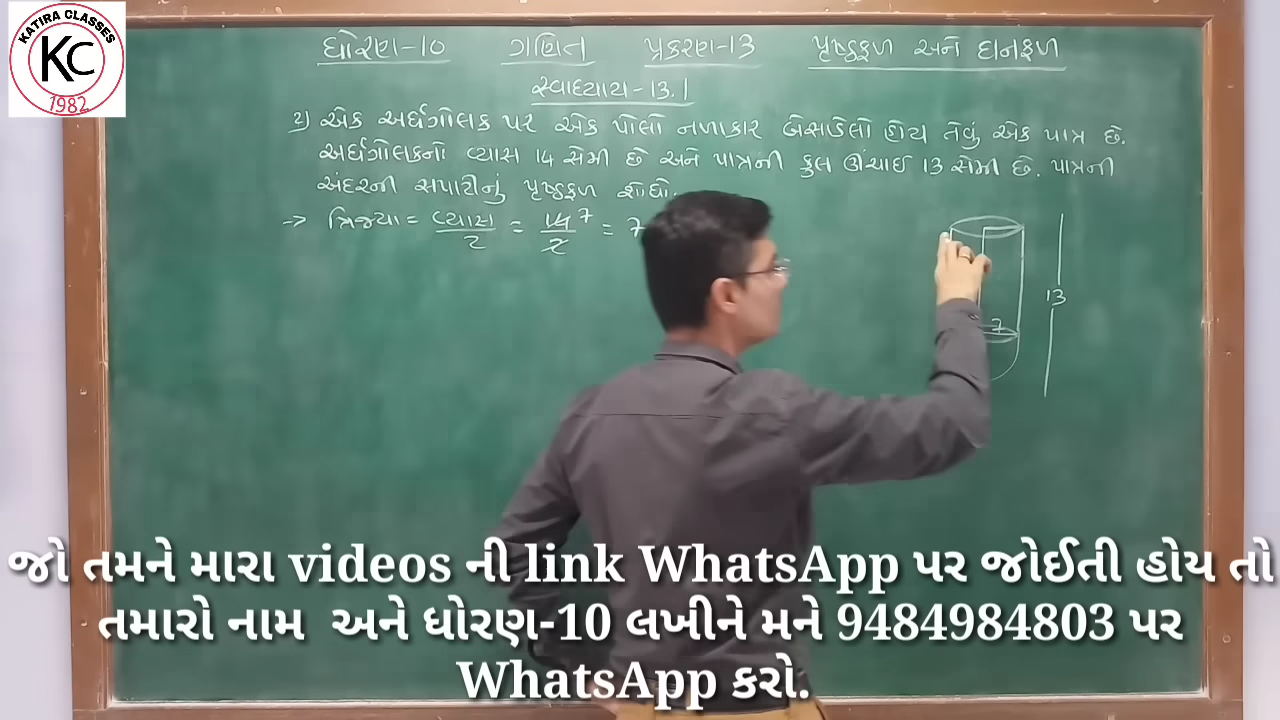 KATIRA CLASSES
KC
1982
ધોરણ-10 ગણિત પ્રકરણ-13 પૃષ્ઠફળ અને ઘનફળ
સ્વાધ્યાય-13.1
2) એક અર્ધગોલક પર એક પોલો નળાકાર બેસાડેલો હોય તેવું એક પાત્ર છે.
અર્ધગોલકનો વ્યાસ 14 સેમી છે અને પાત્રની કુલ ઊંચાઇ 13 સેમી છે. પાત્રની
અંદરની સપાટીનું પૃષ્ઠફળ શોધો.
→ ત્રિજ્યા = વ્યાસ/2 = 14/2 7 = 7
13
7
જો તમને મારા videos ની link WhatsApp પર જોઈતી હોય તો
તમારો નામ અને ધોરણ-10 લખીને મને 9484984803 પર
WhatsApp કરો.